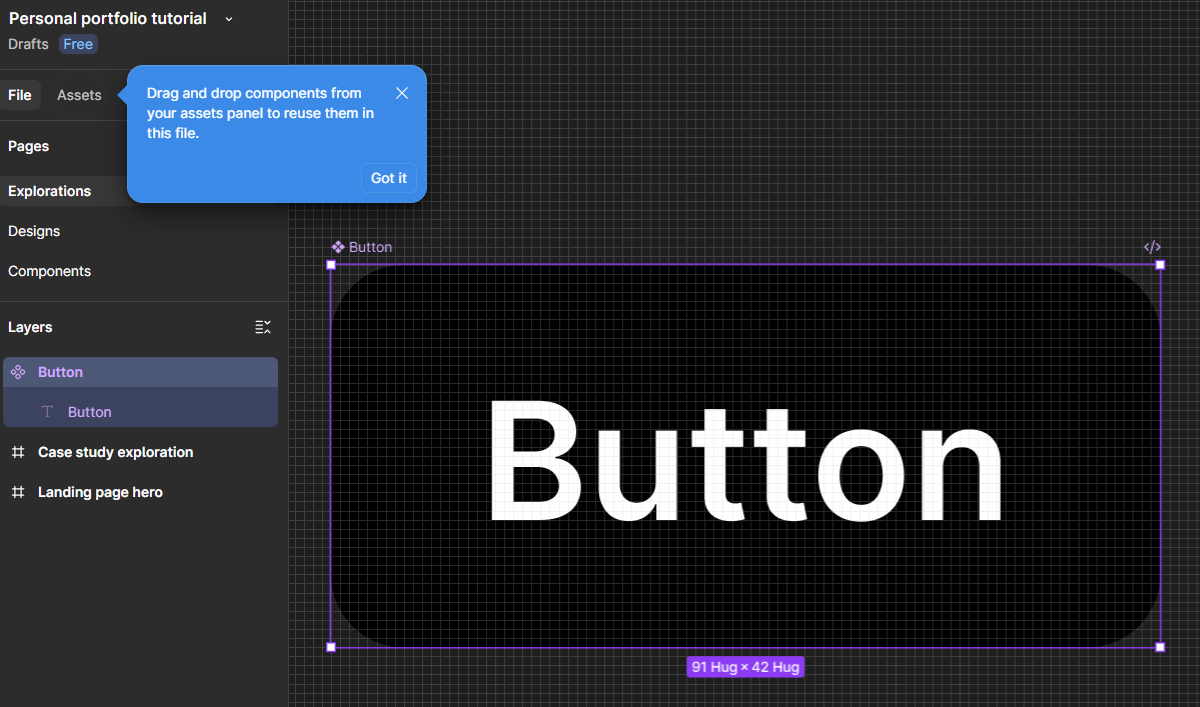 Personal portfolio tutorial
Drafts Free
File Assets
Drag and drop components from
your assets panel to reuse them in
this file.
Got it
Pages
Explorations
Designs
Components
Layers
Button
Button
Case study exploration
Landing page hero
Button </>
Button
91 Hug × 42 Hug